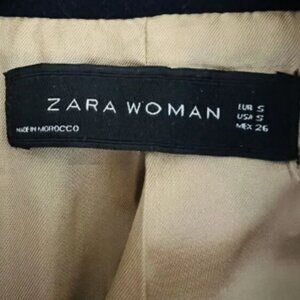 ZARA WOMAN
MADE IN MOROCCO
EUR S
USA S
MEX 26